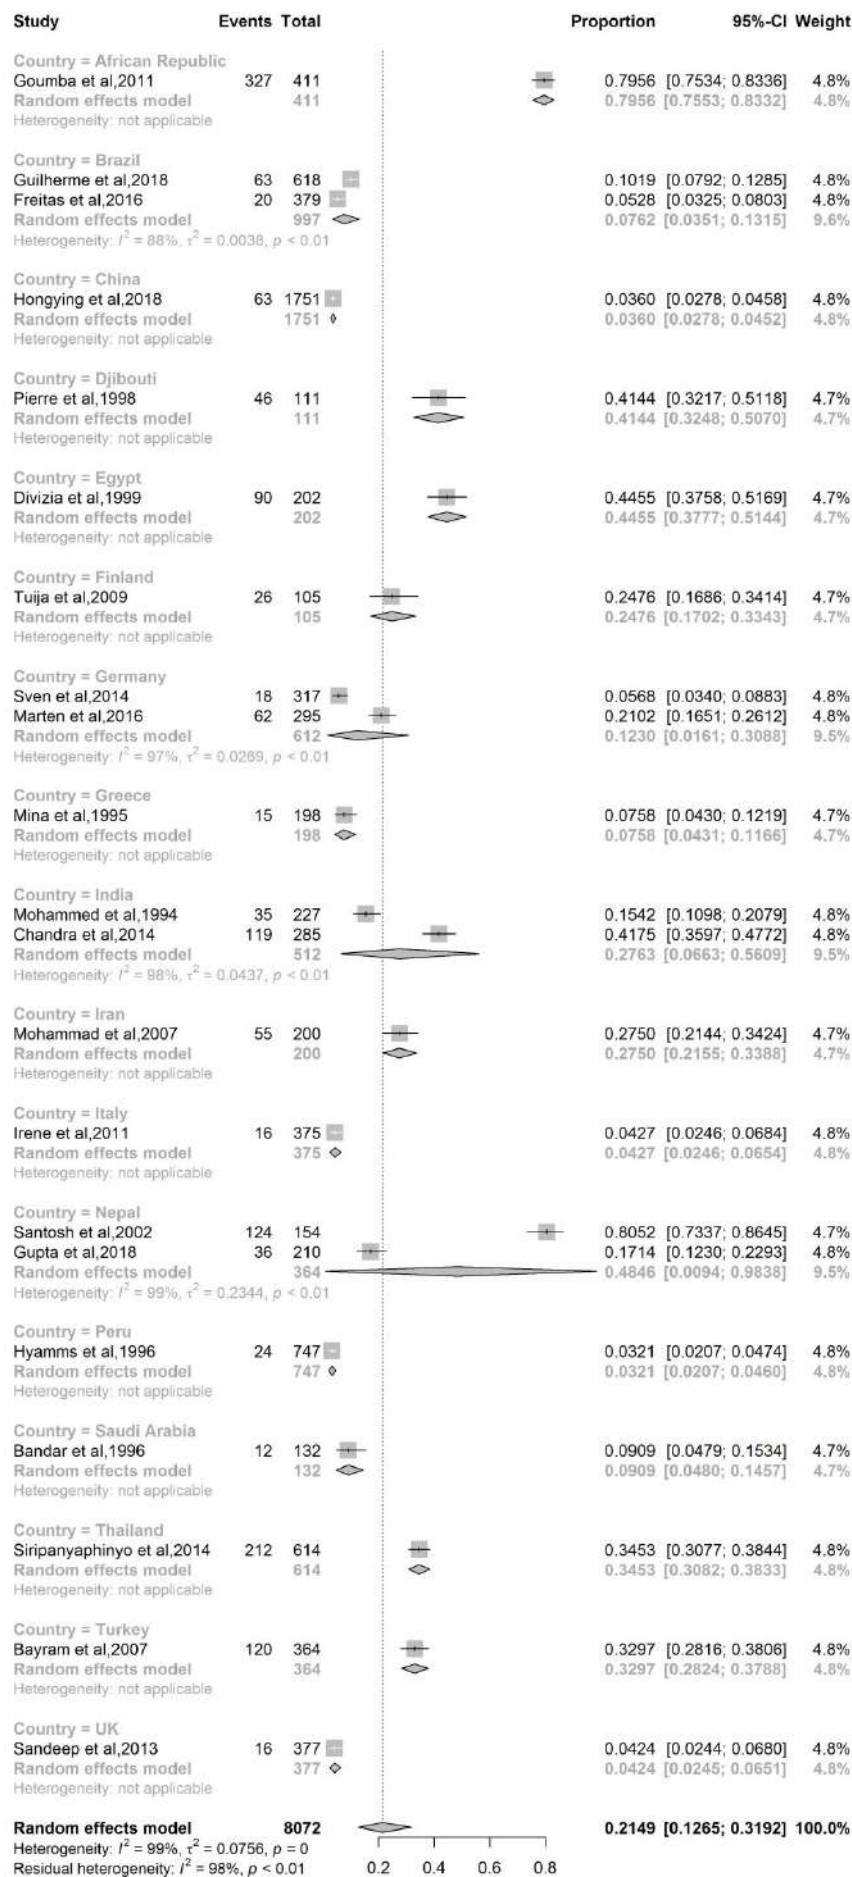 Study Events Total Proportion 95%-CI Weight
Country = African Republic
Goumba et al,2011 327 411 0.7956 [0.7534; 0.8336] 4.8%
Random effects model 411 0.7956 [0.7553; 0.8332] 4.8%
Heterogeneity: not applicable
Country = Brazil
Guilherme et al,2018 63 618 0.1019 [0.0792; 0.1285] 4.8%
Freitas et al,2016 20 379 0.0528 [0.0325; 0.0803] 4.8%
Random effects model 997 0.0762 [0.0351; 0.1315] 9.6%
Heterogeneity: I² = 88%, τ² = 0.0038, p < 0.01
Country = China
Hongying et al,2018 63 1751 0.0360 [0.0278; 0.0458] 4.8%
Random effects model 1751 0.0360 [0.0278; 0.0452] 4.8%
Heterogeneity: not applicable
Country = Djibouti
Pierre et al,1998 46 111 0.4144 [0.3217; 0.5118] 4.7%
Random effects model 111 0.4144 [0.3248; 0.5070] 4.7%
Heterogeneity: not applicable
Country = Egypt
Divizia et al,1999 90 202 0.4455 [0.3758; 0.5169] 4.7%
Random effects model 202 0.4455 [0.3777; 0.5144] 4.7%
Heterogeneity: not applicable
Country = Finland
Tuija et al,2009 26 105 0.2476 [0.1686; 0.3414] 4.7%
Random effects model 105 0.2476 [0.1702; 0.3343] 4.7%
Heterogeneity: not applicable
Country = Germany
Sven et al,2014 18 317 0.0568 [0.0340; 0.0883] 4.8%
Marten et al,2016 62 295 0.2102 [0.1651; 0.2612] 4.8%
Random effects model 612 0.1230 [0.0161; 0.3088] 9.5%
Heterogeneity: I² = 97%, τ² = 0.0269, p < 0.01
Country = Greece
Mina et al,1995 15 198 0.0758 [0.0430; 0.1219] 4.7%
Random effects model 198 0.0758 [0.0431; 0.1166] 4.7%
Heterogeneity: not applicable
Country = India
Mohammed et al,1994 35 227 0.1542 [0.1098; 0.2079] 4.8%
Chandra et al,2014 119 285 0.4175 [0.3597; 0.4772] 4.8%
Random effects model 512 0.2763 [0.0663; 0.5609] 9.5%
Heterogeneity: I² = 98%, τ² = 0.0437, p < 0.01
Country = Iran
Mohammad et al,2007 55 200 0.2750 [0.2144; 0.3424] 4.7%
Random effects model 200 0.2750 [0.2155; 0.3388] 4.7%
Heterogeneity: not applicable
Country = Italy
Irene et al,2011 16 375 0.0427 [0.0246; 0.0684] 4.8%
Random effects model 375 0.0427 [0.0246; 0.0654] 4.8%
Heterogeneity: not applicable
Country = Nepal
Santosh et al,2002 124 154 0.8052 [0.7337; 0.8645] 4.7%
Gupta et al,2018 36 210 0.1714 [0.1230; 0.2293] 4.8%
Random effects model 364 0.4846 [0.0094; 0.9838] 9.5%
Heterogeneity: I² = 99%, τ² = 0.2344, p < 0.01
Country = Peru
Hyamms et al,1996 24 747 0.0321 [0.0207; 0.0474] 4.8%
Random effects model 747 0.0321 [0.0207; 0.0460] 4.8%
Heterogeneity: not applicable
Country = Saudi Arabia
Bandar et al,1996 12 132 0.0909 [0.0479; 0.1534] 4.7%
Random effects model 132 0.0909 [0.0480; 0.1457] 4.7%
Heterogeneity: not applicable
Country = Thailand
Siripanyaphinyo et al,2014 212 614 0.3453 [0.3077; 0.3844] 4.8%
Random effects model 614 0.3453 [0.3082; 0.3833] 4.8%
Heterogeneity: not applicable
Country = Turkey
Bayram et al,2007 120 364 0.3297 [0.2816; 0.3806] 4.8%
Random effects model 364 0.3297 [0.2824; 0.3788] 4.8%
Heterogeneity: not applicable
Country = UK
Sandeep et al,2013 16 377 0.0424 [0.0244; 0.0680] 4.8%
Random effects model 377 0.0424 [0.0245; 0.0651] 4.8%
Heterogeneity: not applicable
Random effects model 8072 0.2149 [0.1265; 0.3192] 100.0%
Heterogeneity: I² = 99%, τ² = 0.0756, p = 0
Residual heterogeneity: I² = 98%, p < 0.01
0.2 0.4 0.6 0.8